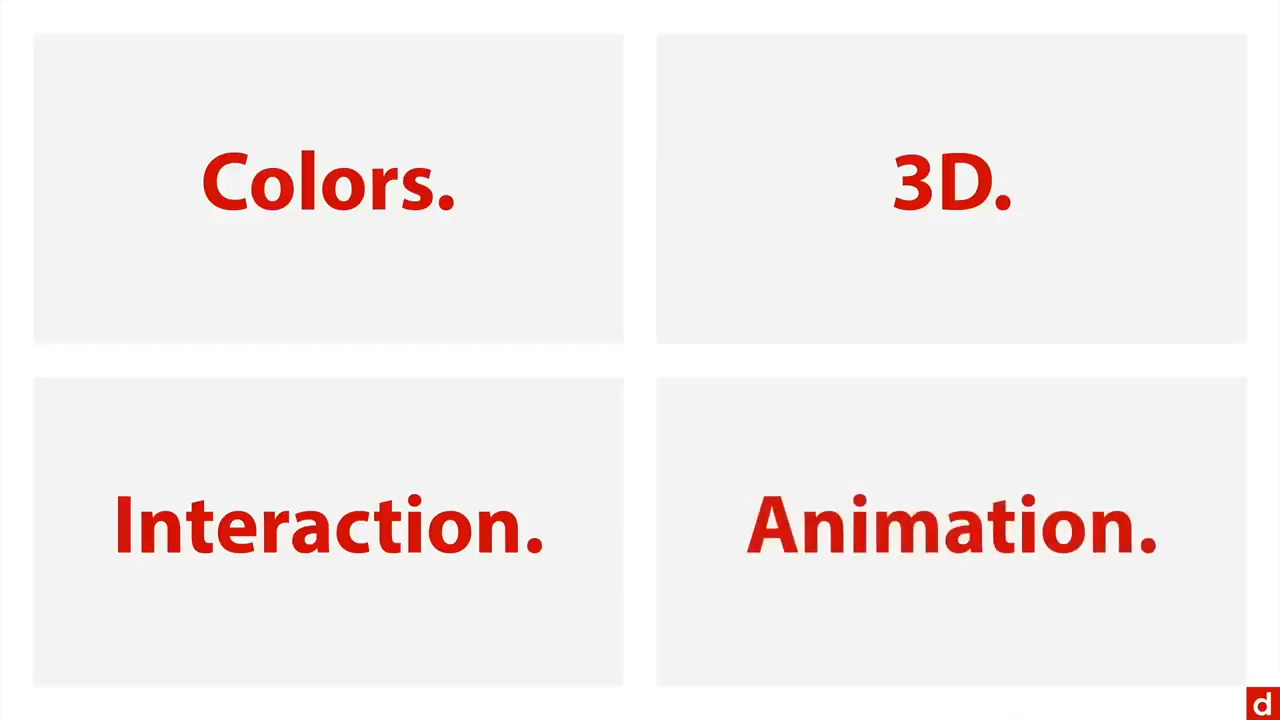 Colors.
3D.
Interaction.
Animation.
d